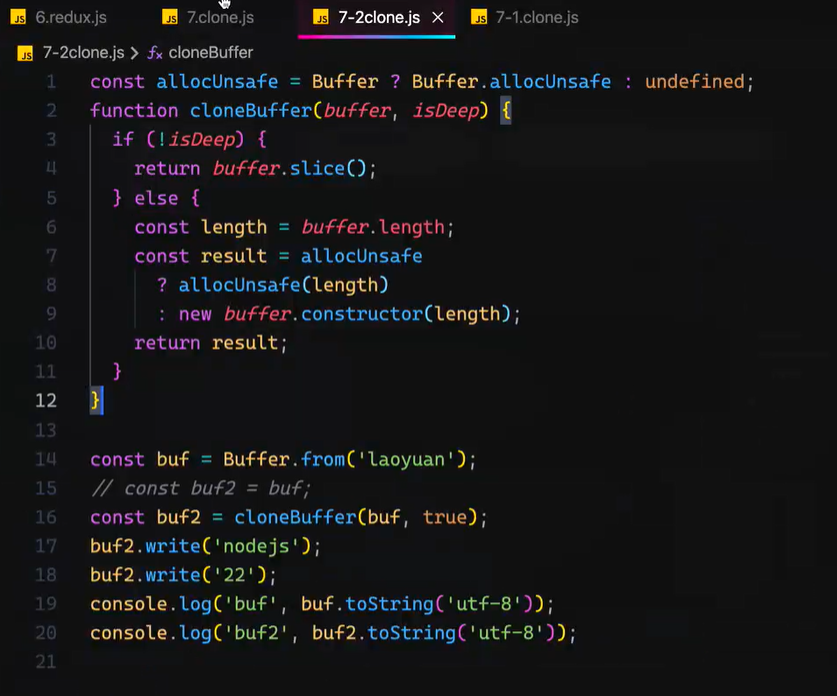 JS 6.redux.js JS 7.clone.js JS 7-2clone.js × JS 7-1.clone.js
JS 7-2clone.js > fx cloneBuffer
1 const allocUnsafe = Buffer ? Buffer.allocUnsafe : undefined;
2 function cloneBuffer(buffer, isDeep) {
3   if (!isDeep) {
4     return buffer.slice();
5   } else {
6     const length = buffer.length;
7     const result = allocUnsafe
8       ? allocUnsafe(length)
9       : new buffer.constructor(length);
10     return result;
11   }
12 }
13
14 const buf = Buffer.from('laoyuan');
15 // const buf2 = buf;
16 const buf2 = cloneBuffer(buf, true);
17 buf2.write('nodejs');
18 buf2.write('22');
19 console.log('buf', buf.toString('utf-8'));
20 console.log('buf2', buf2.toString('utf-8'));
21